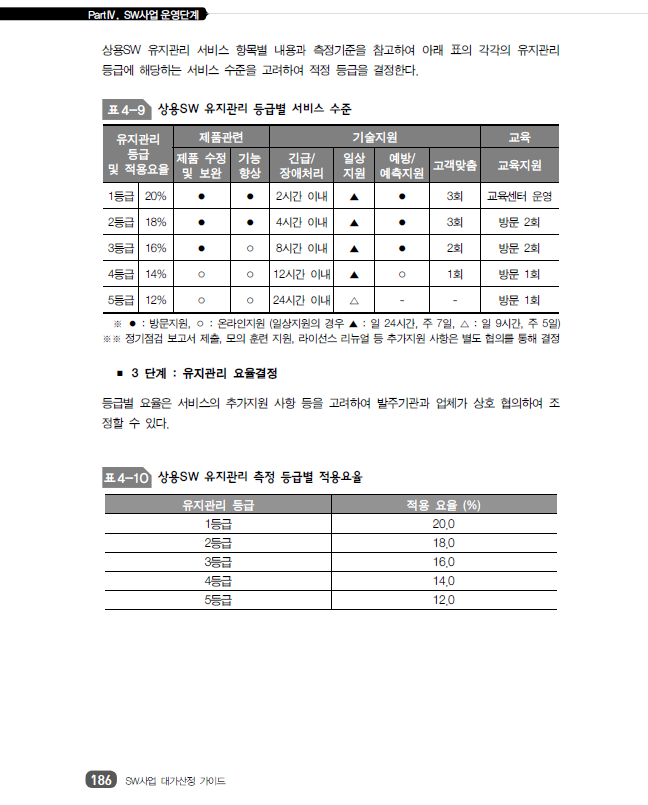 PartⅣ. SW사업 운영단계
상용SW 유지관리 서비스 항목별 내용과 측정기준을 참고하여 아래 표의 각각의 유지관리
등급에 해당하는 서비스 수준을 고려하여 적정 등급을 결정한다.
표 4-9 상용SW 유지관리 등급별 서비스 수준
유지관리 등급 및 적용요율 제품관련 기술지원 교육
제품 수정 및 보완 기능 향상 긴급/장애처리 일상 지원 예방/예측지원 고객맞춤 교육지원
1등급 20% ● ● 2시간 이내 ▲ ● 3회 교육센터 운영
2등급 18% ● ● 4시간 이내 ▲ ● 3회 방문 2회
3등급 16% ● ○ 8시간 이내 ▲ ● 2회 방문 2회
4등급 14% ○ ○ 12시간 이내 ▲ ○ 1회 방문 1회
5등급 12% ○ ○ 24시간 이내 △ - - 방문 1회
※ ● : 방문지원, ○ : 온라인지원 (일상지원의 경우 ▲ : 일 24시간, 주 7일, △ : 일 9시간, 주 5일)
※※ 정기점검 보고서 제출, 모의 훈련 지원, 라이선스 리뉴얼 등 추가지원 사항은 별도 협의를 통해 결정
■ 3 단계 : 유지관리 요율결정
등급별 요율은 서비스의 추가지원 사항 등을 고려하여 발주기관과 업체가 상호 협의하여 조
정할 수 있다.
표 4-10 상용SW 유지관리 측정 등급별 적용요율
유지관리 등급 적용 요율 (%)
1등급 20.0
2등급 18.0
3등급 16.0
4등급 14.0
5등급 12.0
186 SW사업 대가산정 가이드